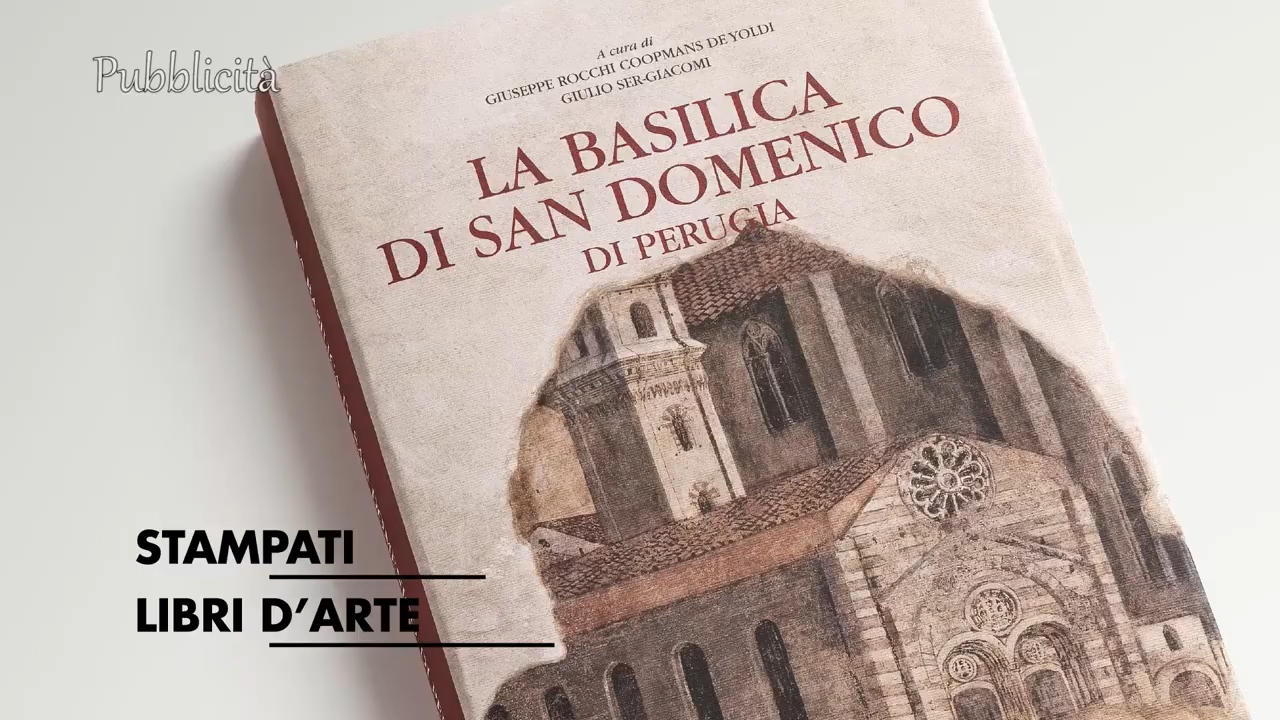 Pubblicità
A cura di
GIUSEPPE ROCCHI COOPMANS DE YOLDI
GIULIO SER-GIACOMI
LA BASILICA
DI SAN DOMENICO
DI PERUGIA
STAMPATI
LIBRI D'ARTE